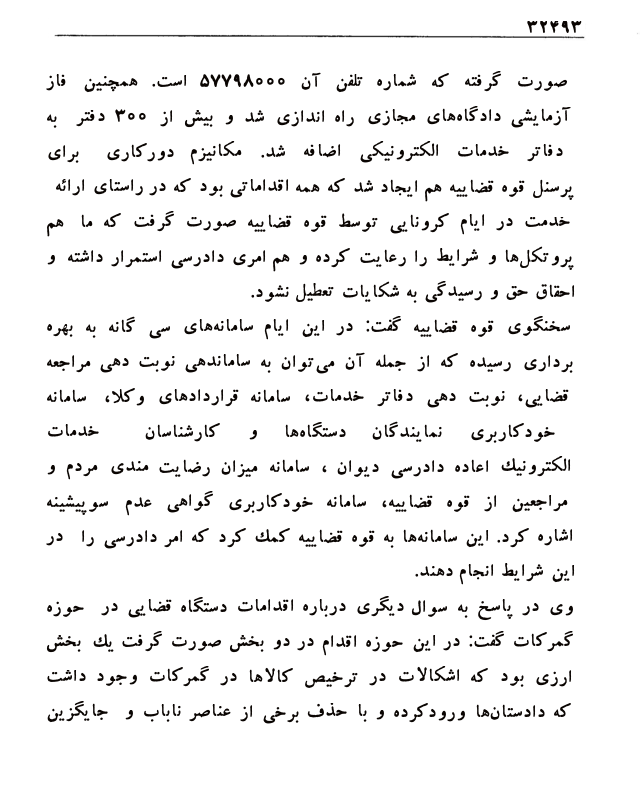 ۳۲۴۹۳
صورت گرفته که شماره تلفن آن ۵۷۷۹۸۰۰۰ است. همچنین فاز
آزمایشی دادگاه‌های مجازی راه اندازی شد و بیش از ۳۰۰ دفتر به
دفاتر خدمات الکترونیکی اضافه شد. مکانیزم دورکاری برای
پرسنل قوه قضاییه هم ایجاد شد که همه اقداماتی بود که در راستای ارائه
خدمت در ایام کرونایی توسط قوه قضاییه صورت گرفت که ما هم
پروتکل‌ها و شرایط را رعایت کرده و هم امری دادرسی استمرار داشته و
احقاق حق و رسیدگی به شکایات تعطیل نشود.
سخنگوی قوه قضاییه گفت: در این ایام سامانه‌های سی گانه به بهره
برداری رسیده که از جمله آن می‌توان به ساماندهی نوبت دهی مراجعه
قضایی، نوبت دهی دفاتر خدمات، سامانه قراردادهای وکلا، سامانه
خودکاربری نمایندگان دستگاه‌ها و کارشناسان خدمات
الکترونیك اعاده دادرسی دیوان ، سامانه میزان رضایت مندی مردم و
مراجعین از قوه قضاییه، سامانه خودکاربری گواهی عدم سوپیشینه
اشاره کرد. این سامانه‌ها به قوه قضاییه کمك کرد که امر دادرسی را در
این شرایط انجام دهند.
وی در پاسخ به سوال دیگری درباره اقدامات دستگاه قضایی در حوزه
گمرکات گفت: در این حوزه اقدام در دو بخش صورت گرفت یك بخش
ارزی بود که اشکالات در ترخیص کالاها در گمرکات وجود داشت
که دادستان‌ها ورودکرده و با حذف برخی از عناصر ناباب و جایگزین